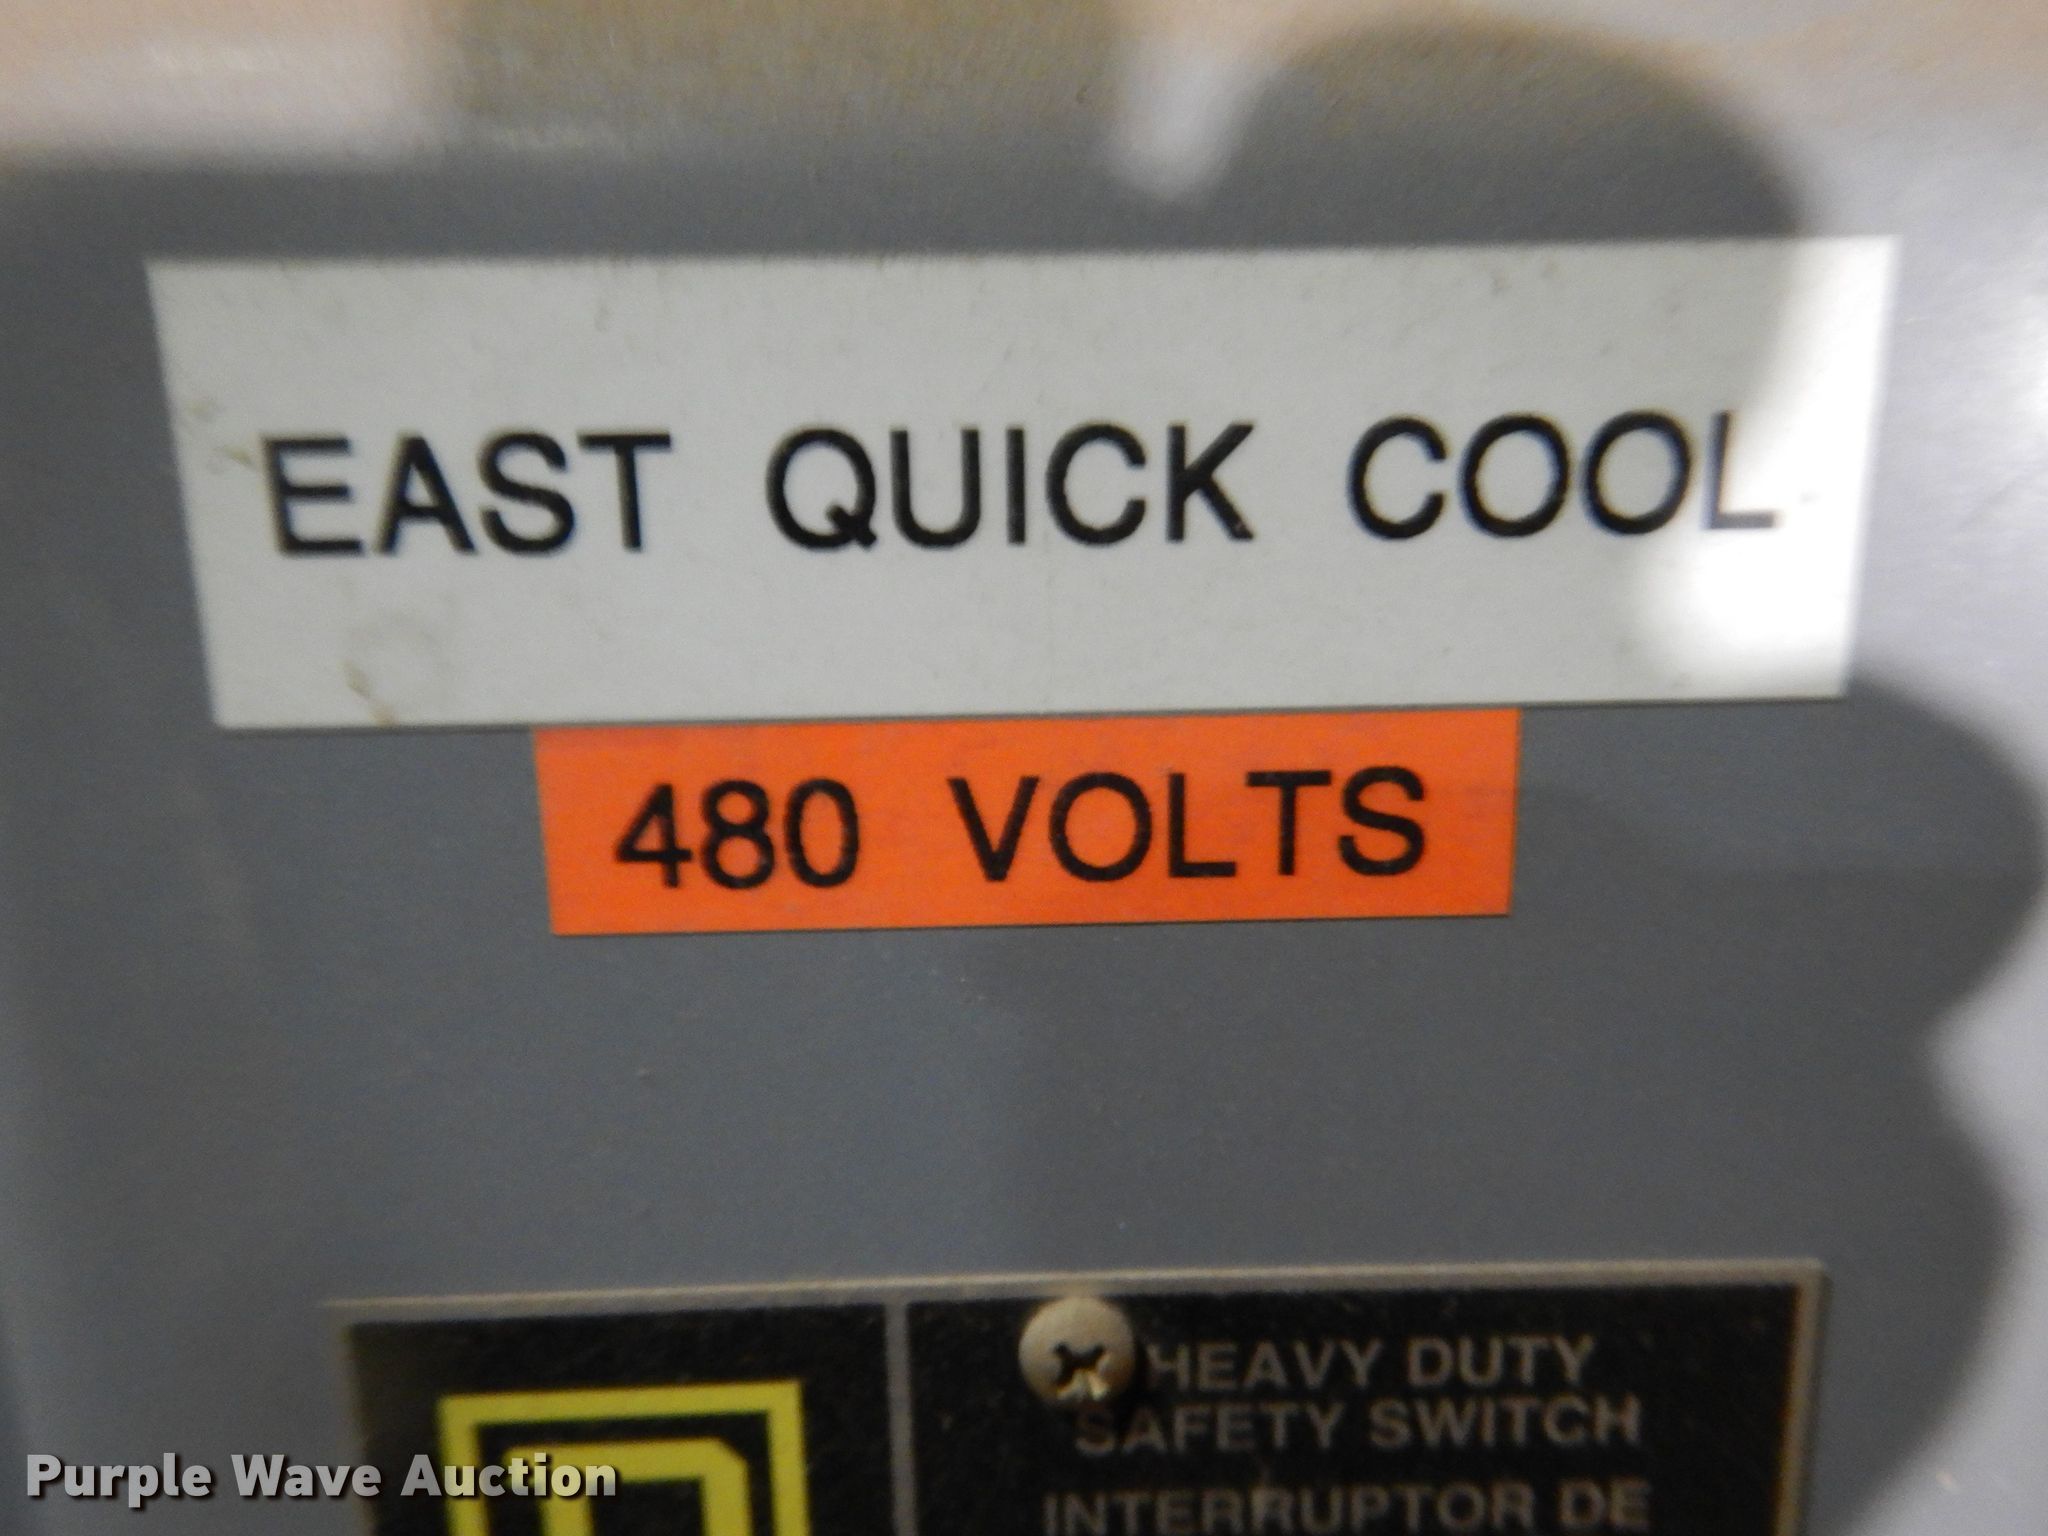 EAST QUICK COOL
480 VOLTS
HEAVY DUTY
SAFETY SWITCH
INTERRUPTOR DE
Purple Wave Auction